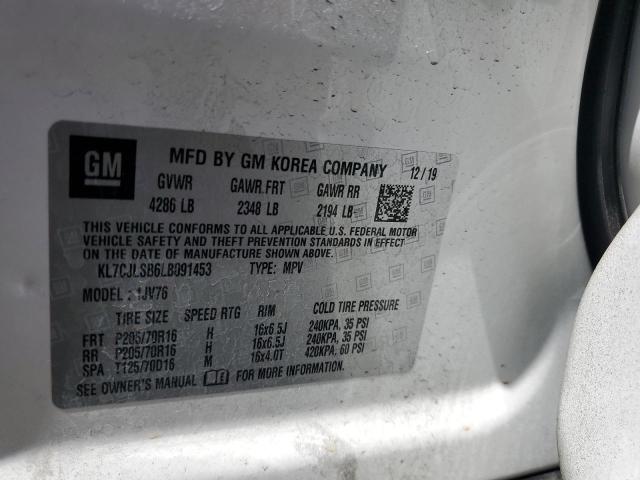 GM
MFD BY GM KOREA COMPANY 12/19
GVWR GAWR.FRT GAWR RR
4286 LB 2348 LB 2194 LB
THIS VEHICLE CONFORMS TO ALL APPLICABLE U.S. FEDERAL MOTOR
VEHICLE SAFETY AND THEFT PREVENTION STANDARDS IN EFFECT
ON THE DATE OF MANUFACTURE SHOWN ABOVE.
KL7CJLSB6LB091453 TYPE: MPV
MODEL: 1JV76
TIRE SIZE SPEED RTG RIM COLD TIRE PRESSURE
FRT P205/70R16 H 16x6.5J 240KPA, 35 PSI
RR P205/70R16 H 16x6.5J 240KPA, 35 PSI
SPA T125/70D16 M 16x4.0T 420KPA, 60 PSI
SEE OWNER'S MANUAL FOR MORE INFORMATION